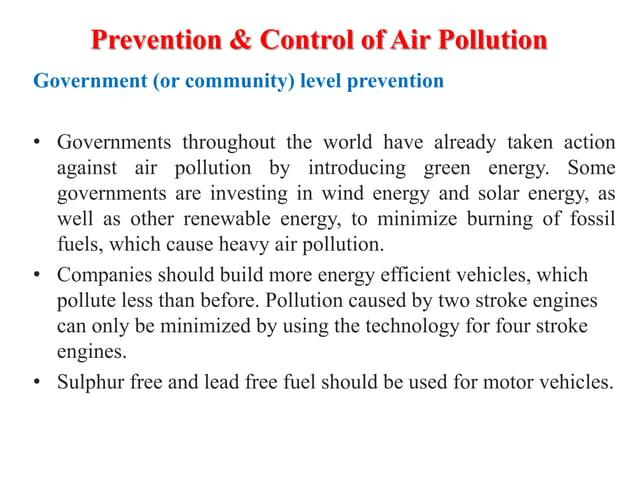 Prevention & Control of Air Pollution
Government (or community) level prevention
• Governments throughout the world have already taken action
against air pollution by introducing green energy. Some
governments are investing in wind energy and solar energy, as
well as other renewable energy, to minimize burning of fossil
fuels, which cause heavy air pollution.
• Companies should build more energy efficient vehicles, which
pollute less than before. Pollution caused by two stroke engines
can only be minimized by using the technology for four stroke
engines.
• Sulphur free and lead free fuel should be used for motor vehicles.